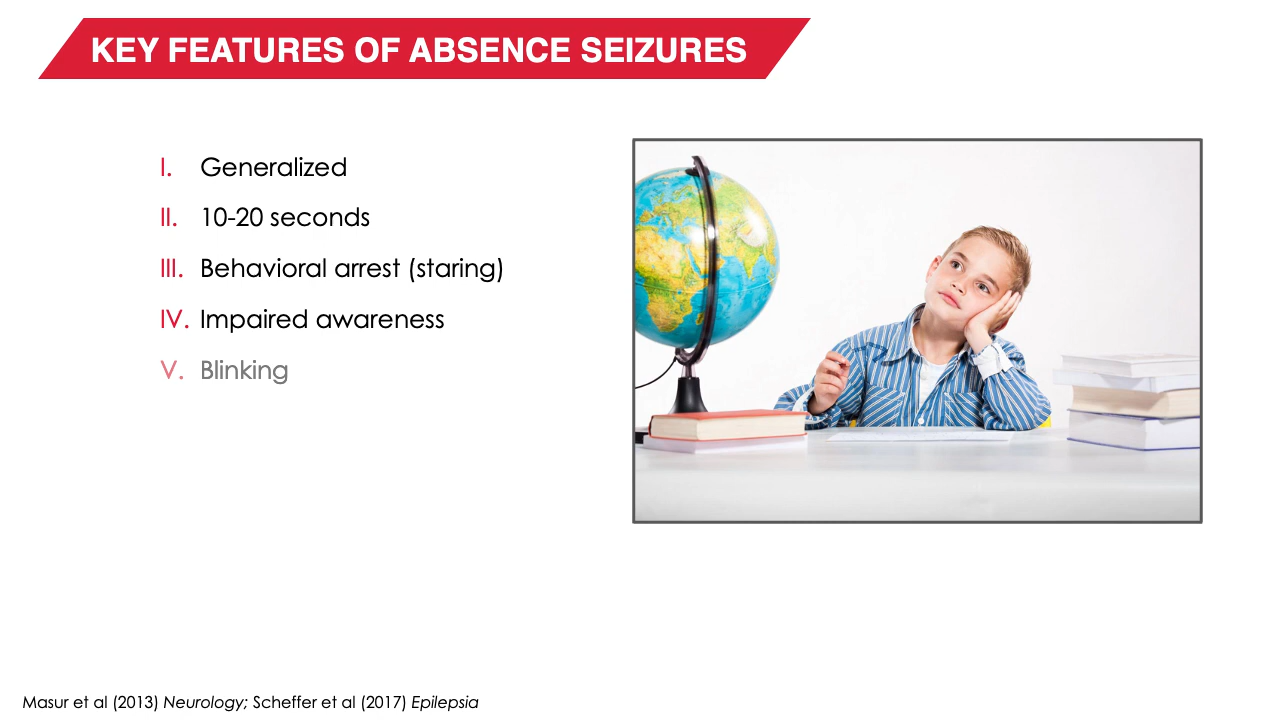 KEY FEATURES OF ABSENCE SEIZURES
I. Generalized
II. 10-20 seconds
III. Behavioral arrest (staring)
IV. Impaired awareness
V. Blinking
Masur et al (2013) Neurology; Scheffer et al (2017) Epilepsia